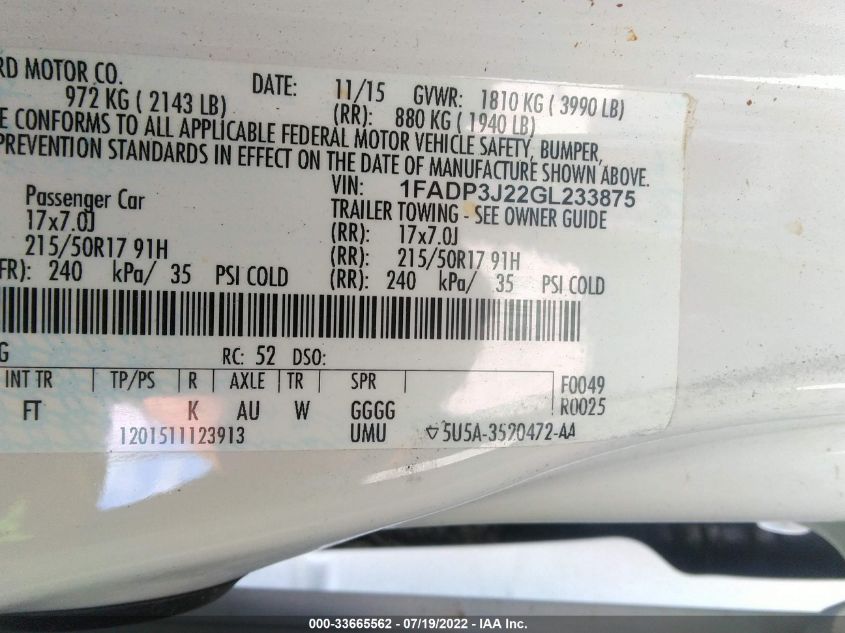 RD MOTOR CO. DATE: 11/15 GVWR: 1810 KG ( 3990 LB)
972 KG ( 2143 LB) (RR): 880 KG ( 1940 LB)
E CONFORMS TO ALL APPLICABLE FEDERAL MOTOR VEHICLE SAFETY, BUMPER,
PREVENTION STANDARDS IN EFFECT ON THE DATE OF MANUFACTURE SHOWN ABOVE.
VIN: 1FADP3J22GL233875
Passenger Car TRAILER TOWING - SEE OWNER GUIDE
17x7.0J (RR): 17x7.0J
215/50R17 91H (RR): 215/50R17 91H
FR): 240 kPa/ 35 PSI COLD (RR): 240 kPa/ 35 PSI COLD
G RC: 52 DSO:
INT TR TP/PS R AXLE TR SPR F0049
FT K AU W GGGG R0025
1201511123913 UMU 5U5A-3520472-AA
000-33665562 - 07/19/2022 - IAA Inc.